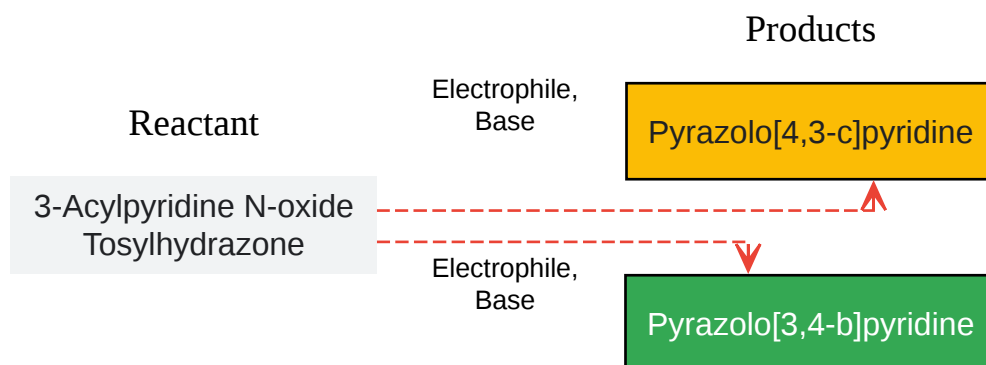 Products
Electrophile,
Base
Reactant
Pyrazolo[4,3-c]pyridine
3-Acylpyridine N-oxide
Tosylhydrazone
Electrophile,
Base
Pyrazolo[3,4-b]pyridine